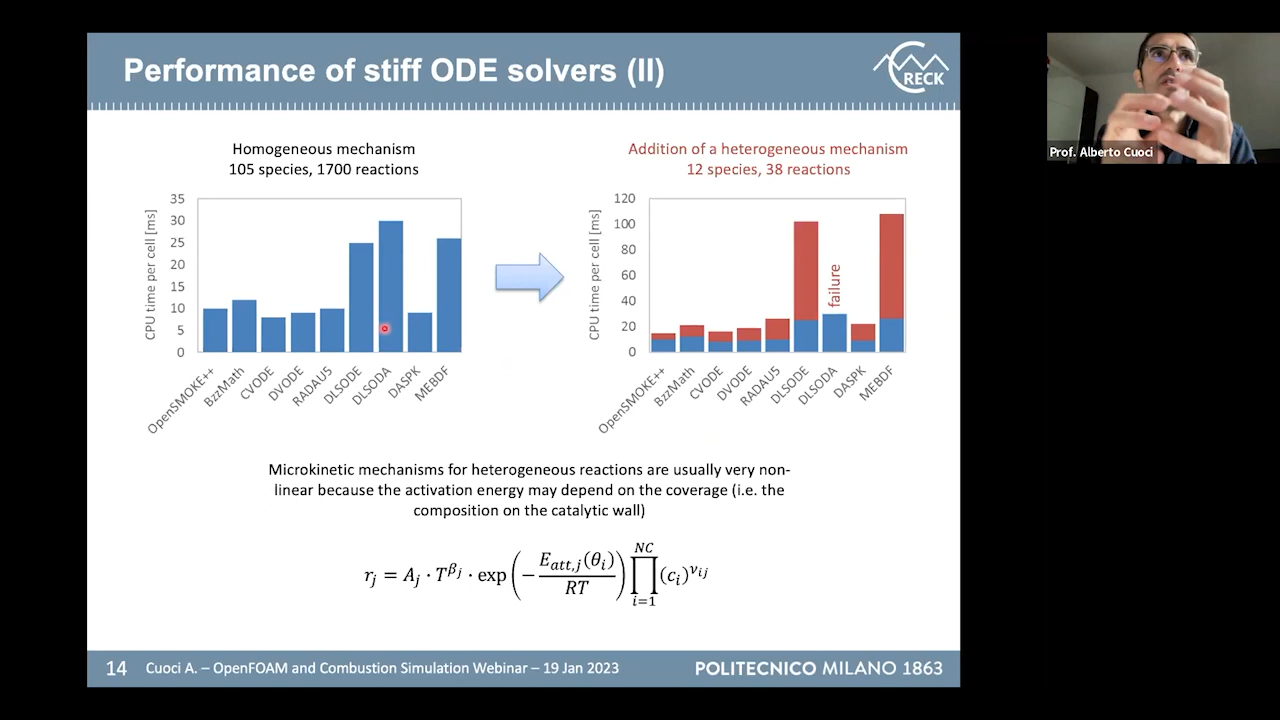 Performance of stiff ODE solvers (II)
CRECK
Prof. Alberto Cuoci
Homogeneous mechanism
105 species, 1700 reactions
CPU time per cell [ms]
35
30
25
20
15
10
5
0
OpenSMOKE++
BzzMath
CVODE
DVODE
RADAU5
DLSODE
DLSODA
DASPK
MEBDF
Addition of a heterogeneous mechanism
12 species, 38 reactions
CPU time per cell [ms]
120
100
80
60
40
20
0
failure
OpenSMOKE++
BzzMath
CVODE
DVODE
RADAU5
DLSODE
DLSODA
DASPK
MEBDF
Microkinetic mechanisms for heterogeneous reactions are usually very non-
linear because the activation energy may depend on the coverage (i.e. the
composition on the catalytic wall)
r_j = A_j · T^{β_j} · exp(−E_{att,j}(θ_i)/RT) ∏_{i=1}^{NC} (c_i)^{ν_{ij}}
14 Cuoci A. – OpenFOAM and Combustion Simulation Webinar – 19 Jan 2023 POLITECNICO MILANO 1863